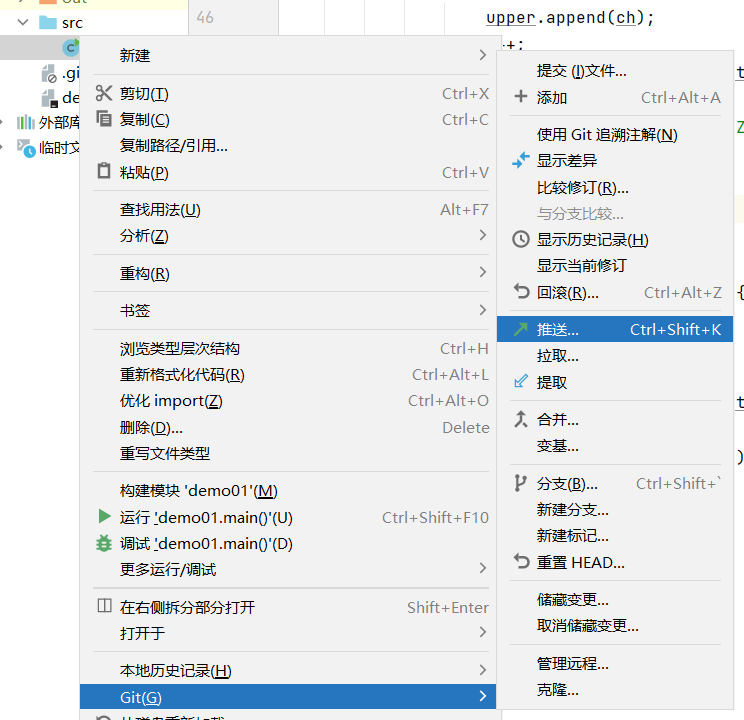 out
src
46
upper.append(ch);
+;
.gi
de
外部库
临时文
新建
剪切(T) Ctrl+X
复制(C) Ctrl+C
复制路径/引用...
粘贴(P) Ctrl+V
查找用法(U) Alt+F7
分析(Z)
重构(R)
书签
浏览类型层次结构 Ctrl+H
重新格式化代码(R) Ctrl+Alt+L
优化 import(Z) Ctrl+Alt+O
删除(D)... Delete
重写文件类型
构建模块 'demo01'(M)
运行 'demo01.main()'(U) Ctrl+Shift+F10
调试 'demo01.main()'(D)
更多运行/调试
在右侧拆分部分打开 Shift+Enter
打开于
本地历史记录(H)
Git(G)
提交 (I)文件...
添加 Ctrl+Alt+A
使用 Git 追溯注解(N)
显示差异
比较修订(R)...
与分支比较...
显示历史记录(H)
显示当前修订
回滚(R)... Ctrl+Alt+Z
推送... Ctrl+Shift+K
拉取...
提取
合并...
变基...
分支(B)... Ctrl+Shift+`
新建分支...
新建标记...
重置 HEAD...
储藏变更...
取消储藏变更...
管理远程...
克隆...
t
Z
{
t
)